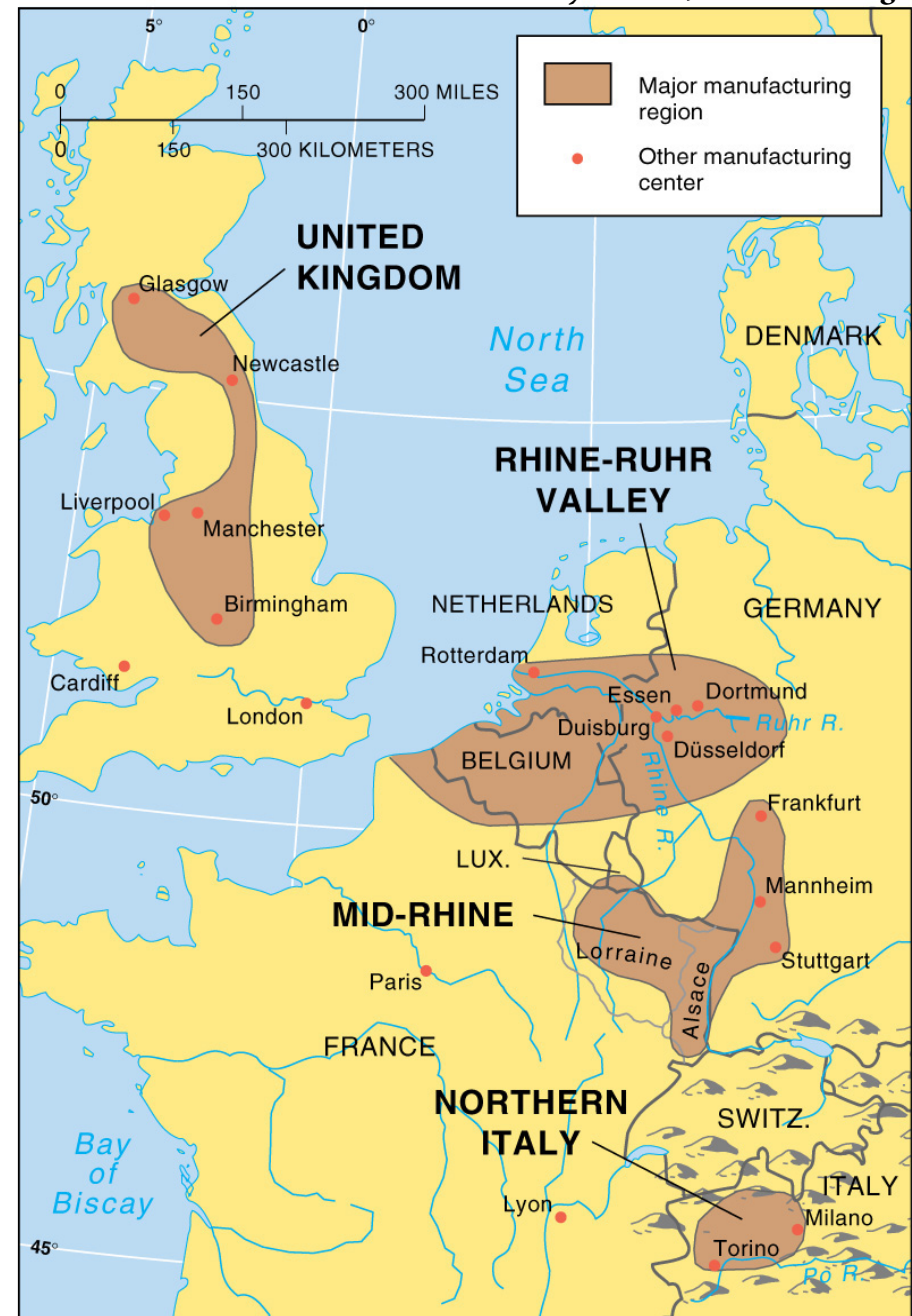 5°
0°
0 150 300 MILES
0 150 300 KILOMETERS
Major manufacturing
region
Other manufacturing
center
UNITED
KINGDOM
Glasgow
Newcastle
North
Sea
DENMARK
RHINE-RUHR
VALLEY
Liverpool
Manchester
Birmingham
NETHERLANDS
GERMANY
Cardiff
London
Rotterdam
Essen
Dortmund
Duisburg
Ruhr R.
Düsseldorf
BELGIUM
Rhine R.
50°
Frankfurt
LUX.
Mannheim
MID-RHINE
Lorraine
Stuttgart
Alsace
Paris
FRANCE
NORTHERN
ITALY
SWITZ.
Bay
of
Biscay
ITALY
Lyon
Milano
Torino
Po R.
45°